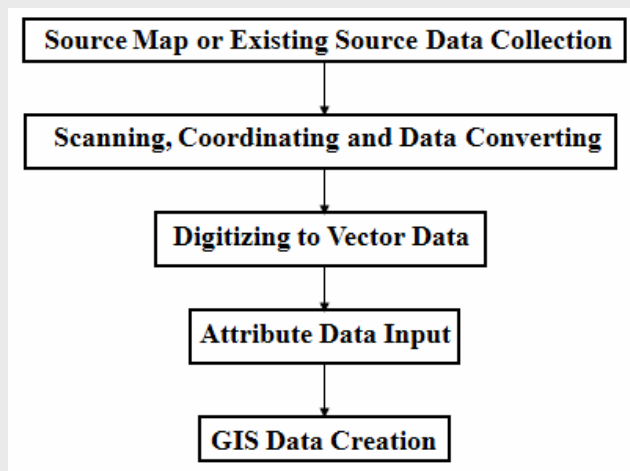 Source Map or Existing Source Data Collection
Scanning, Coordinating and Data Converting
Digitizing to Vector Data
Attribute Data Input
GIS Data Creation